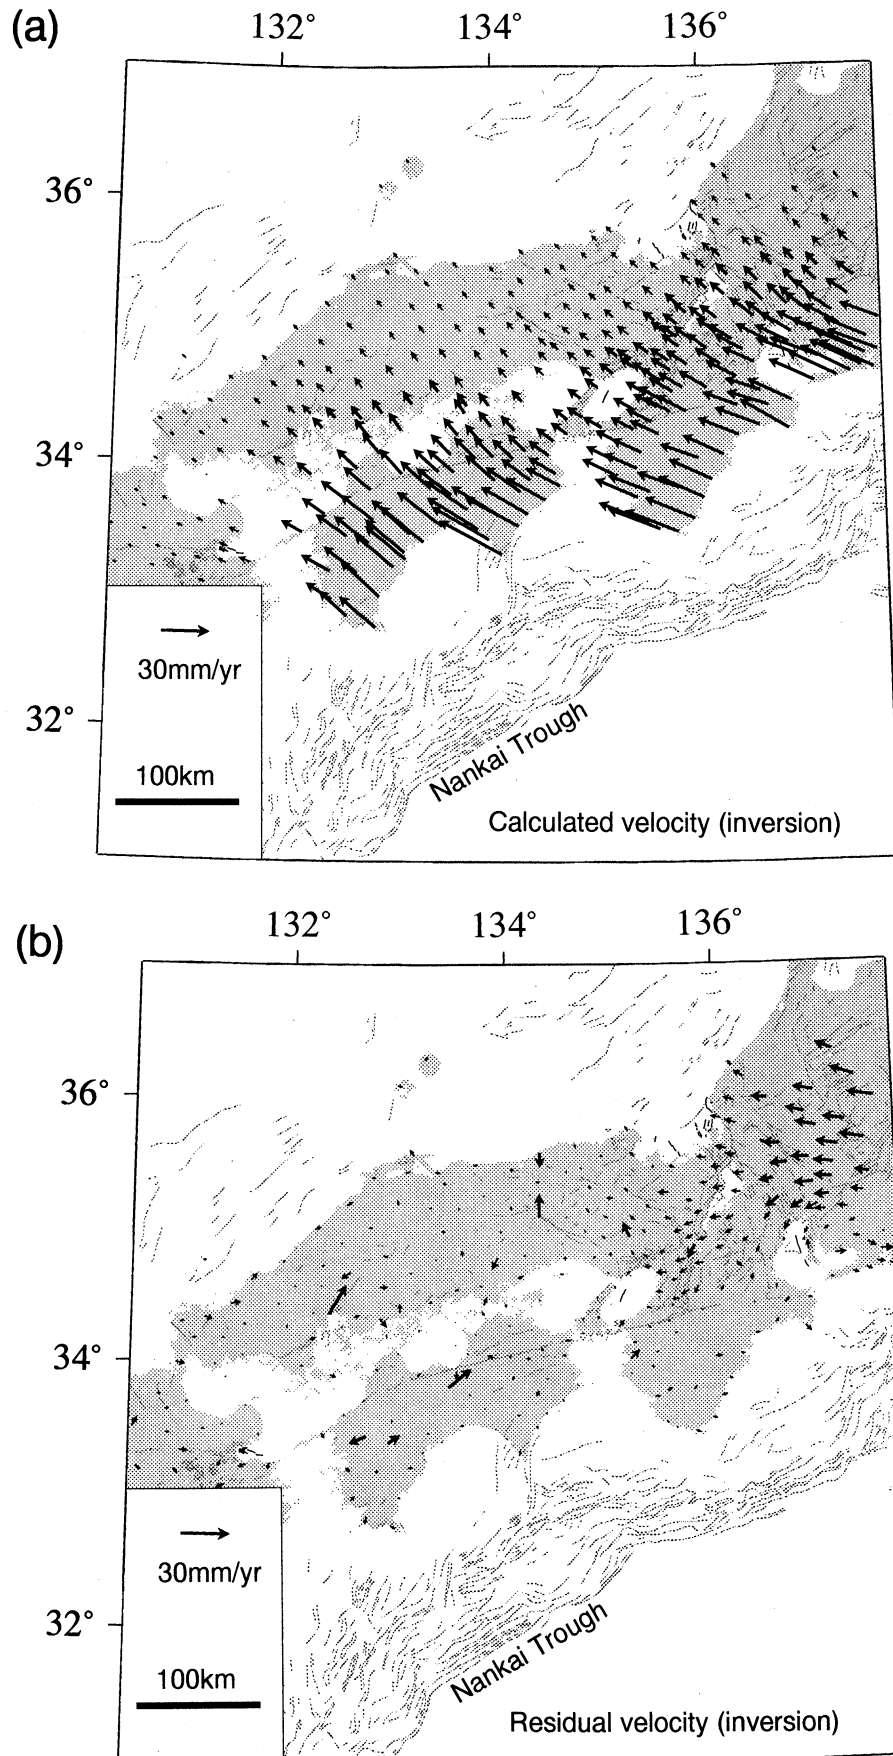 (a)
132° 134° 136°
36°
34°
32°
30mm/yr
100km
Nankai Trough
Calculated velocity (inversion)
(b)
132° 134° 136°
36°
34°
32°
30mm/yr
100km
Nankai Trough
Residual velocity (inversion)